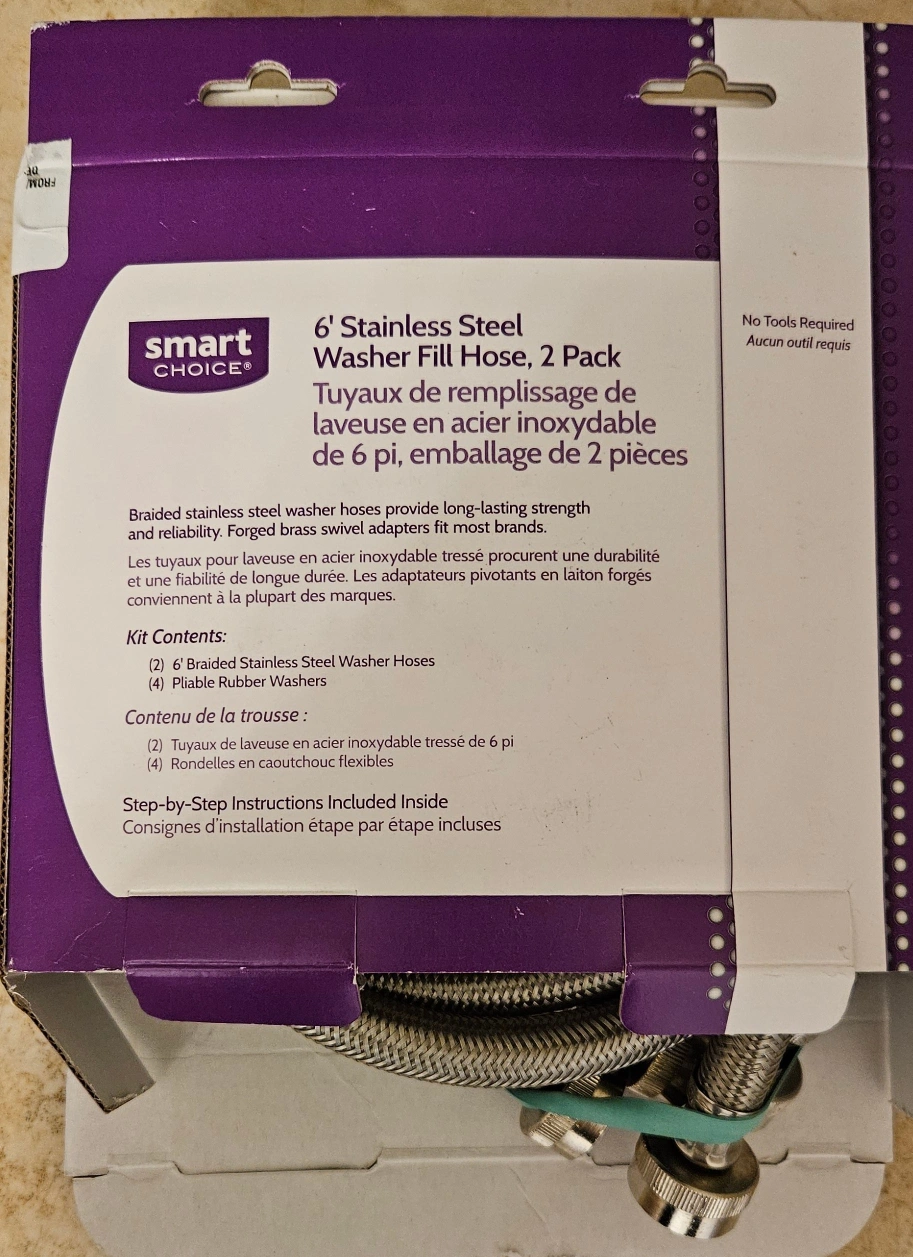 FROM/
DE
smart
CHOICE®
6' Stainless Steel
Washer Fill Hose, 2 Pack
Tuyaux de remplissage de
laveuse en acier inoxydable
de 6 pi, emballage de 2 pièces
No Tools Required
Aucun outil requis
Braided stainless steel washer hoses provide long-lasting strength
and reliability. Forged brass swivel adapters fit most brands.
Les tuyaux pour laveuse en acier inoxydable tressé procurent une durabilité
et une fiabilité de longue durée. Les adaptateurs pivotants en laiton forgés
conviennent à la plupart des marques.
Kit Contents:
(2) 6' Braided Stainless Steel Washer Hoses
(4) Pliable Rubber Washers
Contenu de la trousse :
(2) Tuyaux de laveuse en acier inoxydable tressé de 6 pi
(4) Rondelles en caoutchouc flexibles
Step-by-Step Instructions Included Inside
Consignes d'installation étape par étape incluses